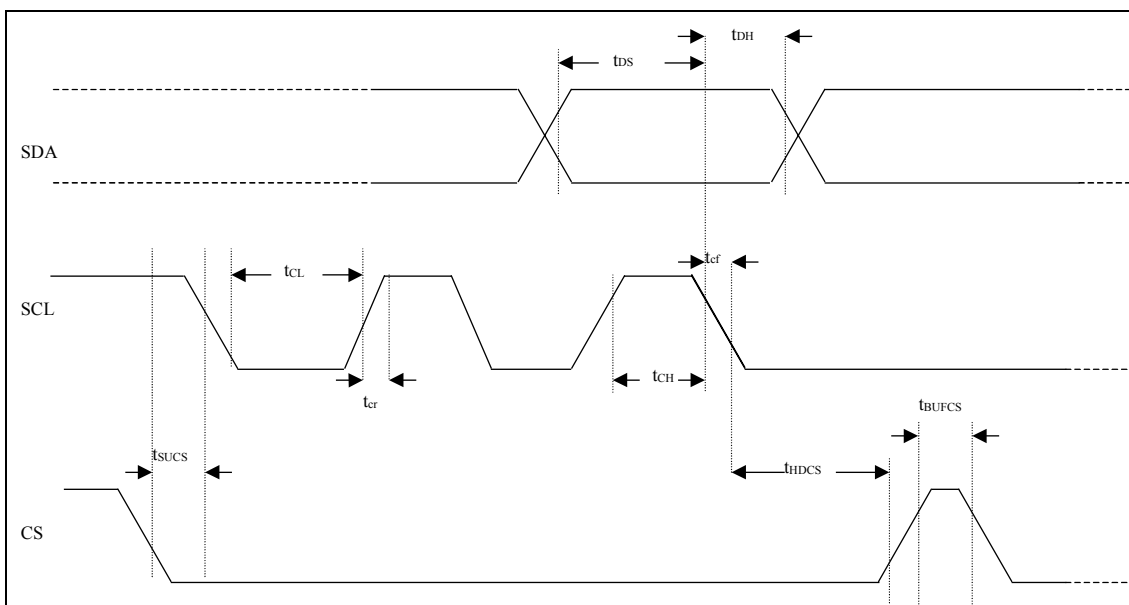 tDH
tDS
SDA
tcf
tCL
SCL
tCH
tcr
tBUFCS
tSUCS
tHDCS
CS